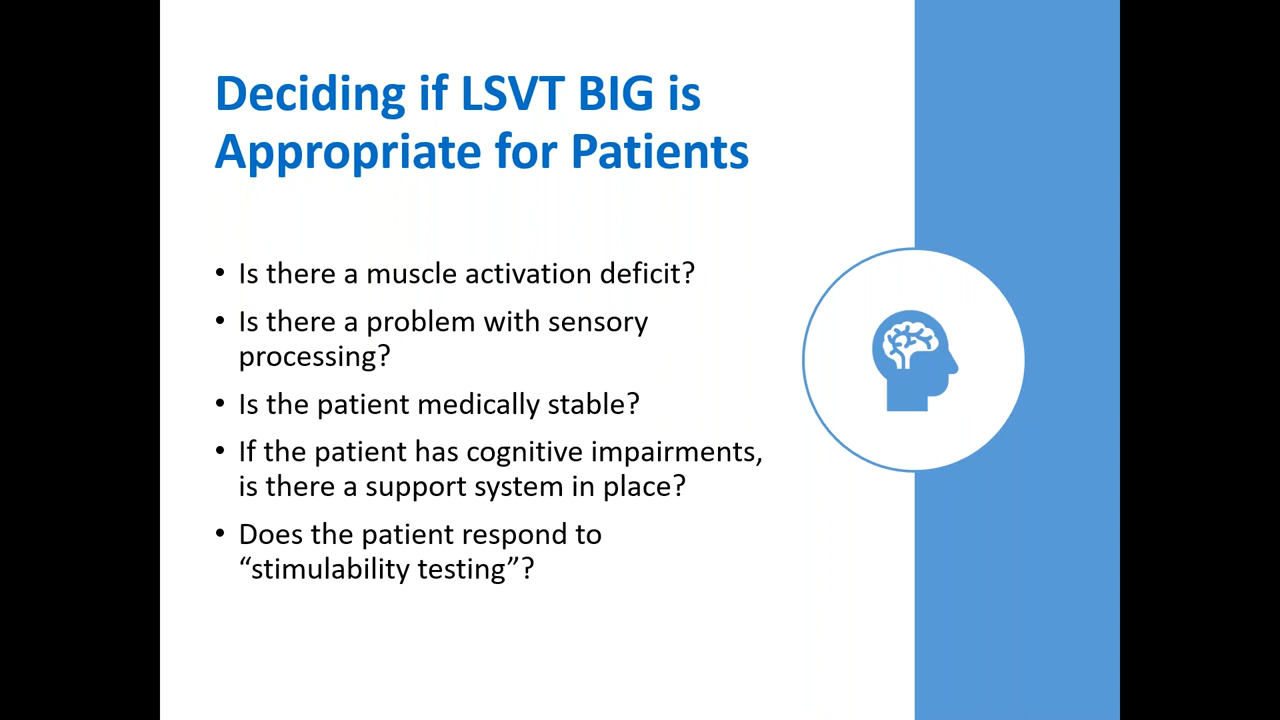 Deciding if LSVT BIG is
Appropriate for Patients
• Is there a muscle activation deficit?
• Is there a problem with sensory
processing?
• Is the patient medically stable?
• If the patient has cognitive impairments,
is there a support system in place?
• Does the patient respond to
“stimulability testing”?